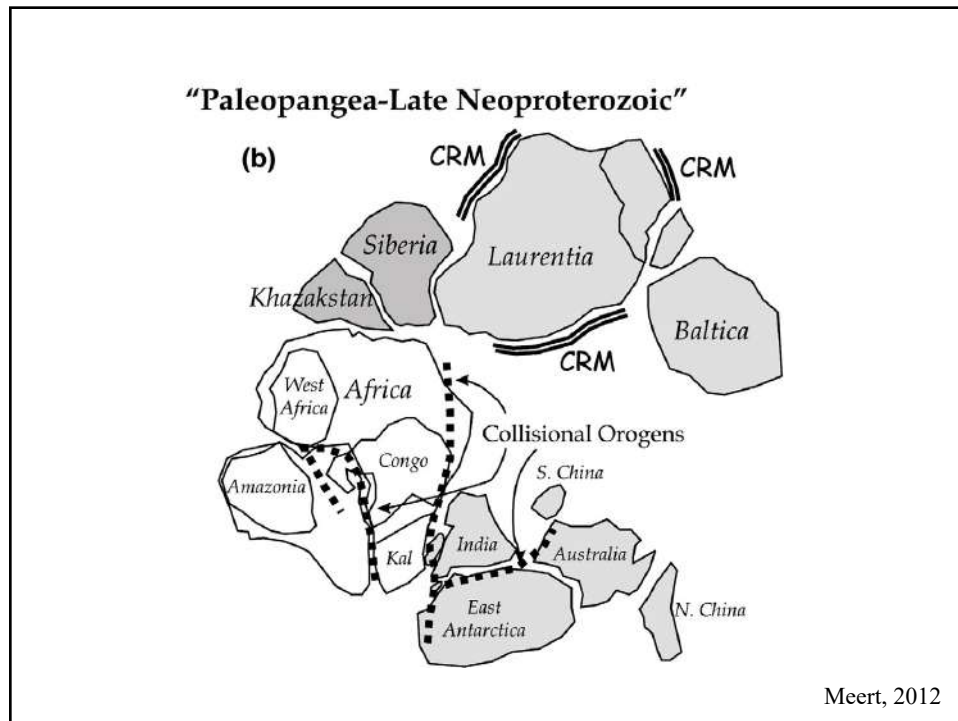 “Paleopangea-Late Neoproterozoic”
(b)
CRM
CRM
Siberia
Laurentia
Khazakstan
Baltica
CRM
West
Africa
Africa
Collisional Orogens
Congo
S. China
Amazonia
India
Australia
Kal
East
Antarctica
N. China
Meert, 2012